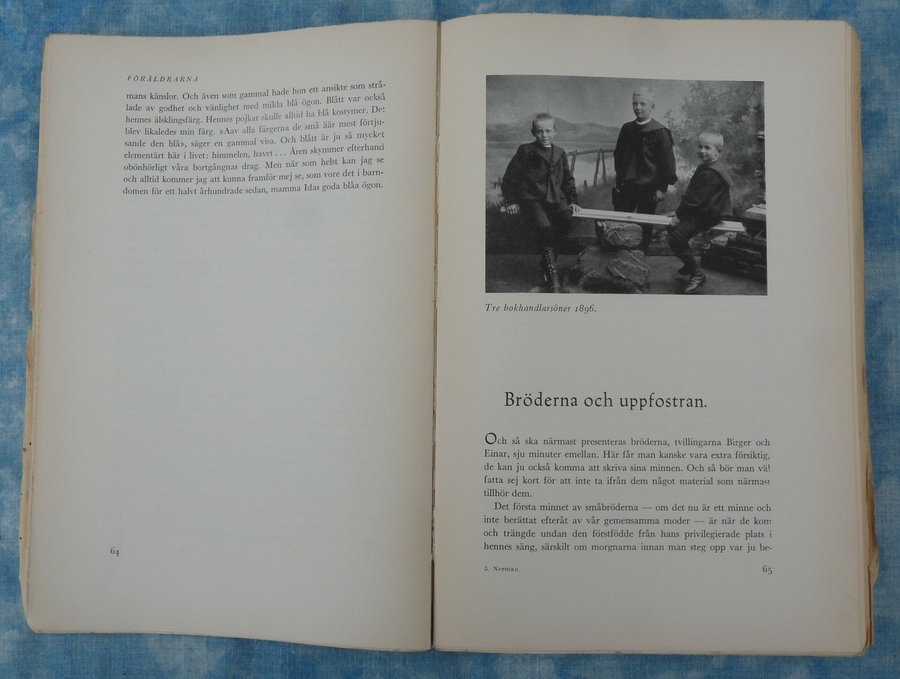 FÖRÄLDRARNA
mans känslor. Och även som gammal hade hon ett ansikte som strå-
lade av godhet och vänlighet med milda blå ögon. Blått var också
hennes älsklingsfärg. Hennes pojkar skulle alltid ha blå kostymer. Det
blev likaledes min färg. »Aav alla färgerna de små äär mest förtju-
sande den blå», säger en gammal visa. Och blått är ju så mycket
elementärt här i livet: himmelen, havet . . . Åren skymmer efterhand
obönhörligt våra bortgångnas drag. Men när som helst kan jag se
och alltid kommer jag att kunna framför mej se, som vore det i barn-
domen för ett halvt århundrade sedan, mamma Idas goda blåa ögon.
64
Tre bokhandlarsöner 1896.
Bröderna och uppfostran.
Och så ska närmast presenteras bröderna, tvillingarna Birger och
Einar, sju minuter emellan. Här får man kanske vara extra försiktig,
de kan ju också komma att skriva sina minnen. Och så bör man väl
fatta sej kort för att inte ta ifrån dem något material som närmast
tillhör dem.
Det första minnet av småbröderna — om det nu är ett minne och
inte berättat efteråt av vår gemensamma moder — är när de kom
och trängde undan den förstfödde från hans privilegierade plats i
hennes säng, särskilt om morgnarna innan man steg opp var ju be-
5. Nerman
65